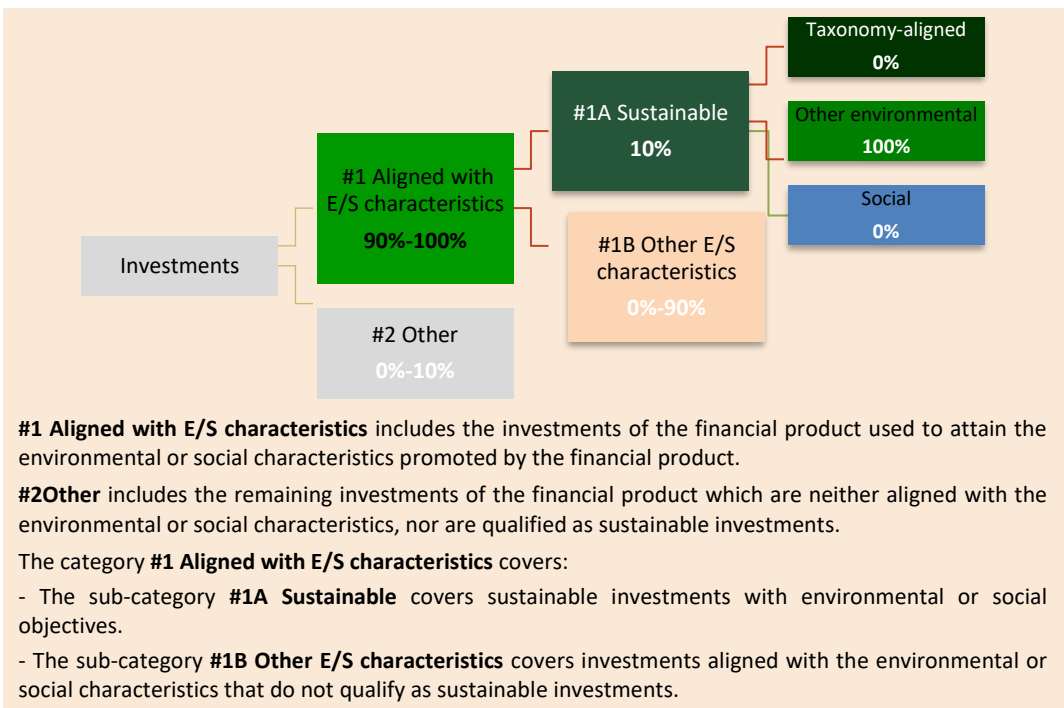 Taxonomy-aligned
0%
#1A Sustainable
10%
Other environmental
100%
#1 Aligned with
E/S characteristics
90%-100%
Social
0%
#1B Other E/S
characteristics
0%-90%
Investments
#2 Other
0%-10%
#1 Aligned with E/S characteristics includes the investments of the financial product used to attain the
environmental or social characteristics promoted by the financial product.
#2Other includes the remaining investments of the financial product which are neither aligned with the
environmental or social characteristics, nor are qualified as sustainable investments.
The category #1 Aligned with E/S characteristics covers:
- The sub-category #1A Sustainable covers sustainable investments with environmental or social
objectives.
- The sub-category #1B Other E/S characteristics covers investments aligned with the environmental or
social characteristics that do not qualify as sustainable investments.